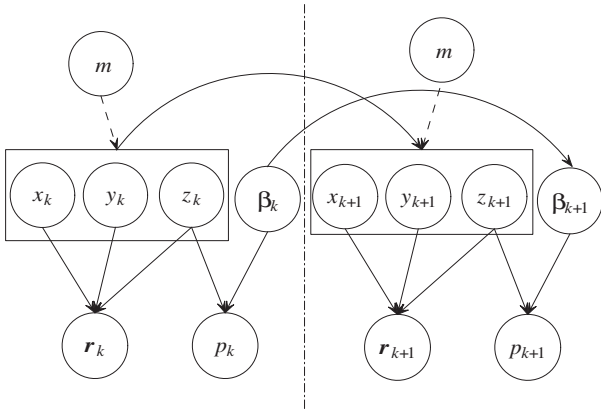 m m
x_k y_k z_k β_k x_{k+1} y_{k+1} z_{k+1} β_{k+1}
r_k p_k r_{k+1} p_{k+1}